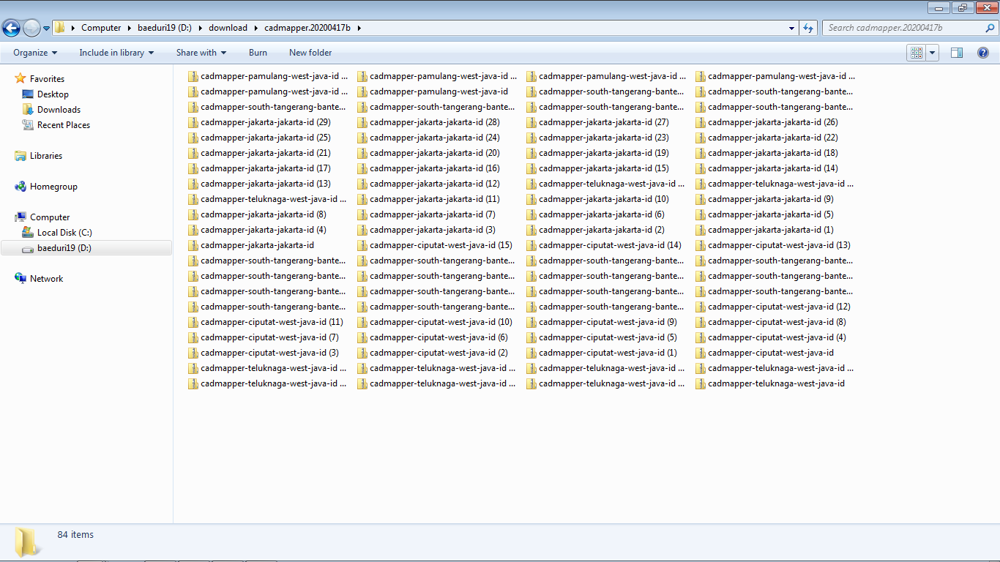 Computer baeduri19 (D:) download cadmapper.20200417b
Search cadmapper.20200417b
Organize Include in library Share with Burn New folder
Favorites
Desktop
Downloads
Recent Places
Libraries
Homegroup
Computer
Local Disk (C:)
baeduri19 (D:)
Network
cadmapper-pamulang-west-java-id ... cadmapper-pamulang-west-java-id ... cadmapper-pamulang-west-java-id ... cadmapper-pamulang-west-java-id ...
cadmapper-pamulang-west-java-id ... cadmapper-pamulang-west-java-id cadmapper-south-tangerang-bante... cadmapper-south-tangerang-bante...
cadmapper-south-tangerang-bante... cadmapper-south-tangerang-bante... cadmapper-south-tangerang-bante... cadmapper-south-tangerang-bante...
cadmapper-jakarta-jakarta-id (29) cadmapper-jakarta-jakarta-id (28) cadmapper-jakarta-jakarta-id (27) cadmapper-jakarta-jakarta-id (26)
cadmapper-jakarta-jakarta-id (25) cadmapper-jakarta-jakarta-id (24) cadmapper-jakarta-jakarta-id (23) cadmapper-jakarta-jakarta-id (22)
cadmapper-jakarta-jakarta-id (21) cadmapper-jakarta-jakarta-id (20) cadmapper-jakarta-jakarta-id (19) cadmapper-jakarta-jakarta-id (18)
cadmapper-jakarta-jakarta-id (17) cadmapper-jakarta-jakarta-id (16) cadmapper-jakarta-jakarta-id (15) cadmapper-jakarta-jakarta-id (14)
cadmapper-jakarta-jakarta-id (13) cadmapper-jakarta-jakarta-id (12) cadmapper-teluknaga-west-java-id ... cadmapper-teluknaga-west-java-id ...
cadmapper-teluknaga-west-java-id ... cadmapper-jakarta-jakarta-id (11) cadmapper-jakarta-jakarta-id (10) cadmapper-jakarta-jakarta-id (9)
cadmapper-jakarta-jakarta-id (8) cadmapper-jakarta-jakarta-id (7) cadmapper-jakarta-jakarta-id (6) cadmapper-jakarta-jakarta-id (5)
cadmapper-jakarta-jakarta-id (4) cadmapper-jakarta-jakarta-id (3) cadmapper-jakarta-jakarta-id (2) cadmapper-jakarta-jakarta-id (1)
cadmapper-jakarta-jakarta-id cadmapper-ciputat-west-java-id (15) cadmapper-ciputat-west-java-id (14) cadmapper-ciputat-west-java-id (13)
cadmapper-south-tangerang-bante... cadmapper-south-tangerang-bante... cadmapper-south-tangerang-bante... cadmapper-south-tangerang-bante...
cadmapper-south-tangerang-bante... cadmapper-south-tangerang-bante... cadmapper-south-tangerang-bante... cadmapper-south-tangerang-bante...
cadmapper-south-tangerang-bante... cadmapper-south-tangerang-bante... cadmapper-south-tangerang-bante... cadmapper-south-tangerang-bante...
cadmapper-south-tangerang-bante... cadmapper-south-tangerang-bante... cadmapper-south-tangerang-bante... cadmapper-ciputat-west-java-id (12)
cadmapper-ciputat-west-java-id (11) cadmapper-ciputat-west-java-id (10) cadmapper-ciputat-west-java-id (9) cadmapper-ciputat-west-java-id (8)
cadmapper-ciputat-west-java-id (7) cadmapper-ciputat-west-java-id (6) cadmapper-ciputat-west-java-id (5) cadmapper-ciputat-west-java-id (4)
cadmapper-ciputat-west-java-id (3) cadmapper-ciputat-west-java-id (2) cadmapper-ciputat-west-java-id (1) cadmapper-ciputat-west-java-id
cadmapper-teluknaga-west-java-id ... cadmapper-teluknaga-west-java-id ... cadmapper-teluknaga-west-java-id ... cadmapper-teluknaga-west-java-id ...
cadmapper-teluknaga-west-java-id ... cadmapper-teluknaga-west-java-id ... cadmapper-teluknaga-west-java-id ... cadmapper-teluknaga-west-java-id
84 items